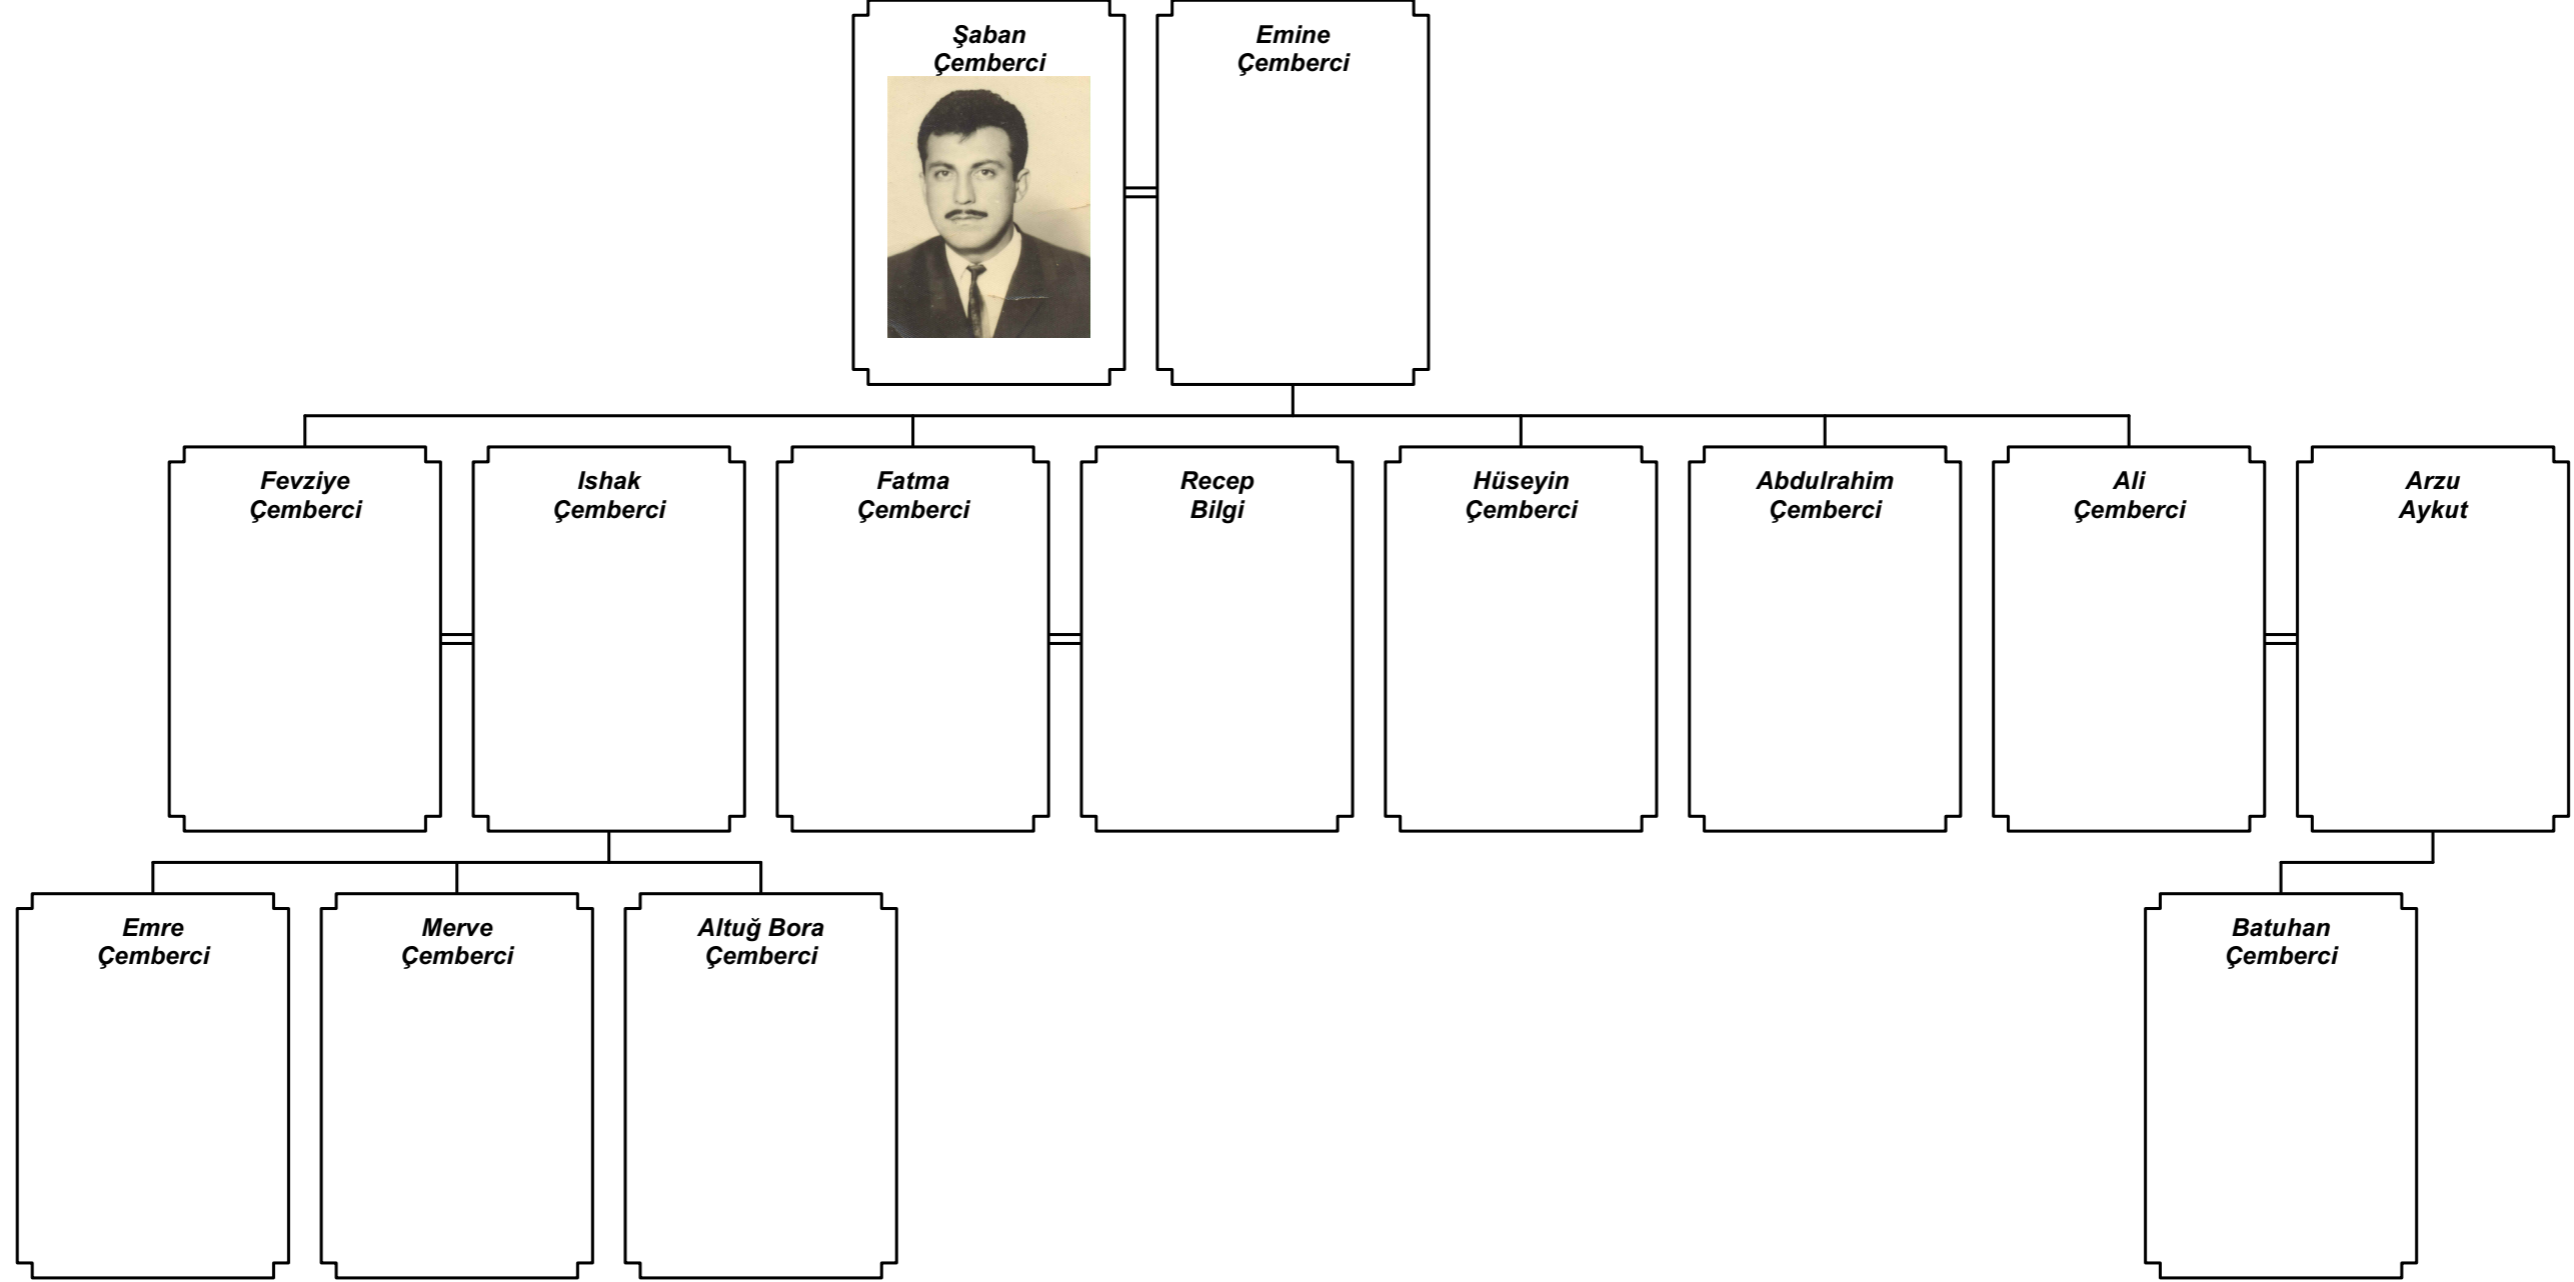 Şaban
Çemberci
Emine
Çemberci
Fevziye
Çemberci
Ishak
Çemberci
Fatma
Çemberci
Recep
Bilgi
Hüseyin
Çemberci
Abdulrahim
Çemberci
Ali
Çemberci
Arzu
Aykut
Emre
Çemberci
Merve
Çemberci
Altuğ Bora
Çemberci
Batuhan
Çemberci